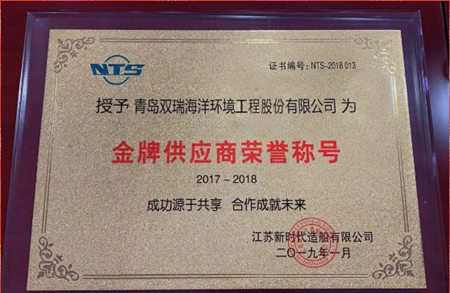 NTS
证书编号: NTS-2018 013
授予 青岛双瑞海洋环境工程股份有限公司 为
金牌供应商荣誉称号
2017-2018
成功源于共享 合作成就未来
江苏新时代造船有限公司
二〇一九年一月